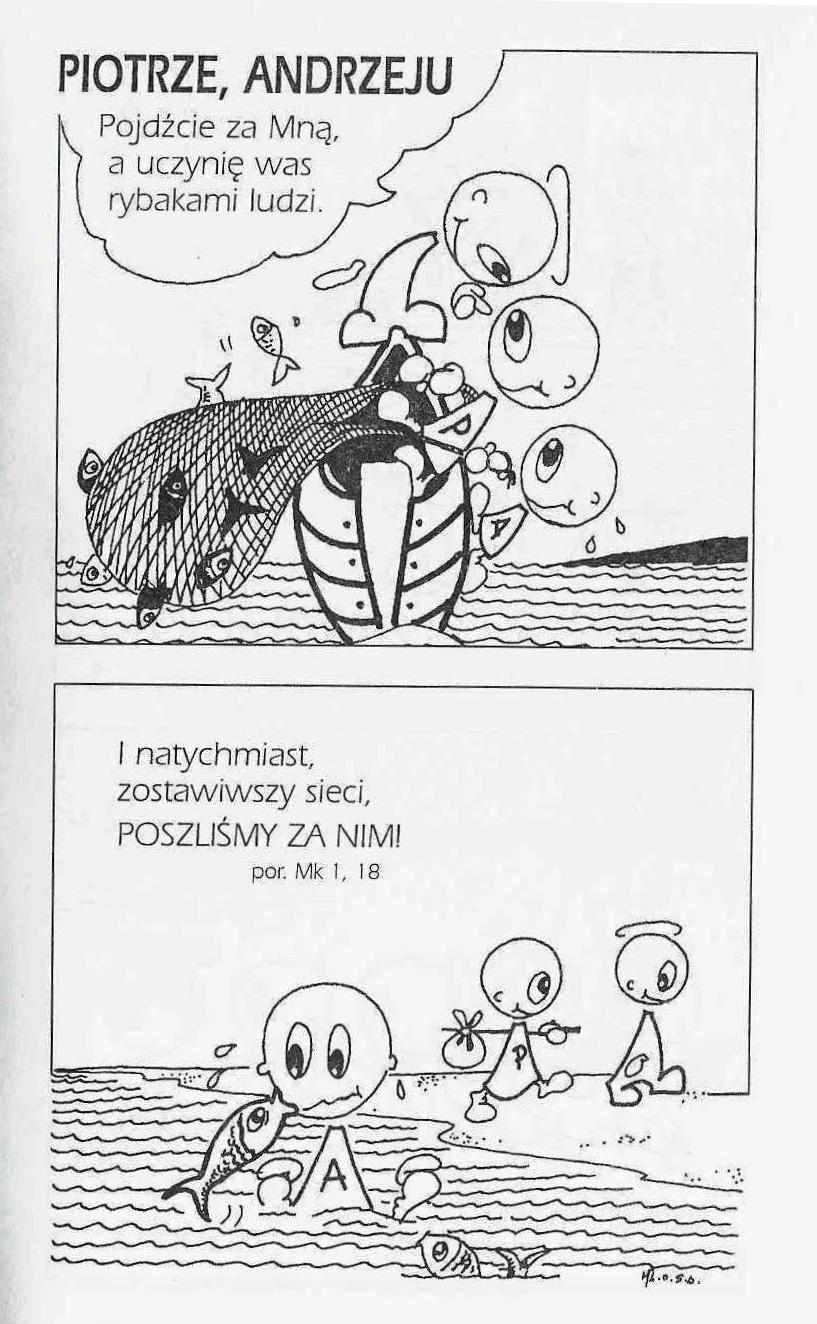 PIOTRZE, ANDRZEJU
Pojdźcie za Mną,
a uczynię was
rybakami ludzi.
P
A
I natychmiast,
zostawiwszy sieci,
POSZLIŚMY ZA NIM!
por. Mk 1, 18
P
A